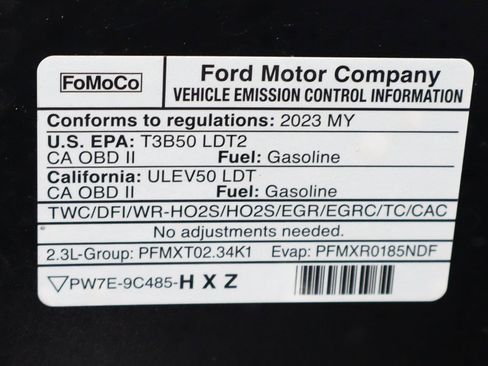 FoMoCo
Ford Motor Company
VEHICLE EMISSION CONTROL INFORMATION
Conforms to regulations: 2023 MY
U.S. EPA: T3B50 LDT2
CA OBD II Fuel: Gasoline
California: ULEV50 LDT
CA OBD II Fuel: Gasoline
TWC/DFI/WR-HO2S/HO2S/EGR/EGRC/TC/CAC
No adjustments needed.
2.3L-Group: PFMXT02.34K1 Evap: PFMXR0185NDF
PW7E-9C485-H X Z